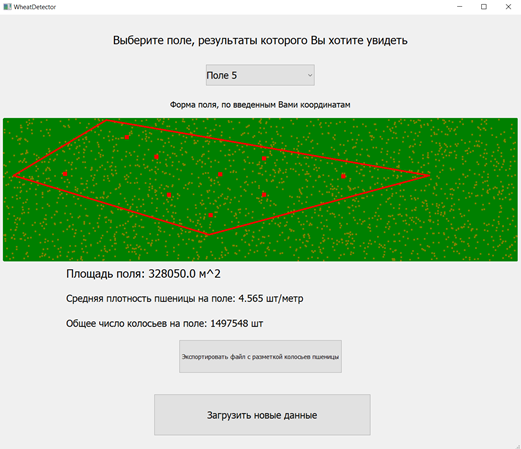 WheatDetector
Выберите поле, результаты которого Вы хотите увидеть
Поле 5
Форма поля, по введенным Вами координатам
Площадь поля: 328050.0 м^2
Средняя плотность пшеницы на поле: 4.565 шт/метр
Общее число колосьев на поле: 1497548 шт
Экспортировать файл с разметкой колосьев пшеницы
Загрузить новые данные